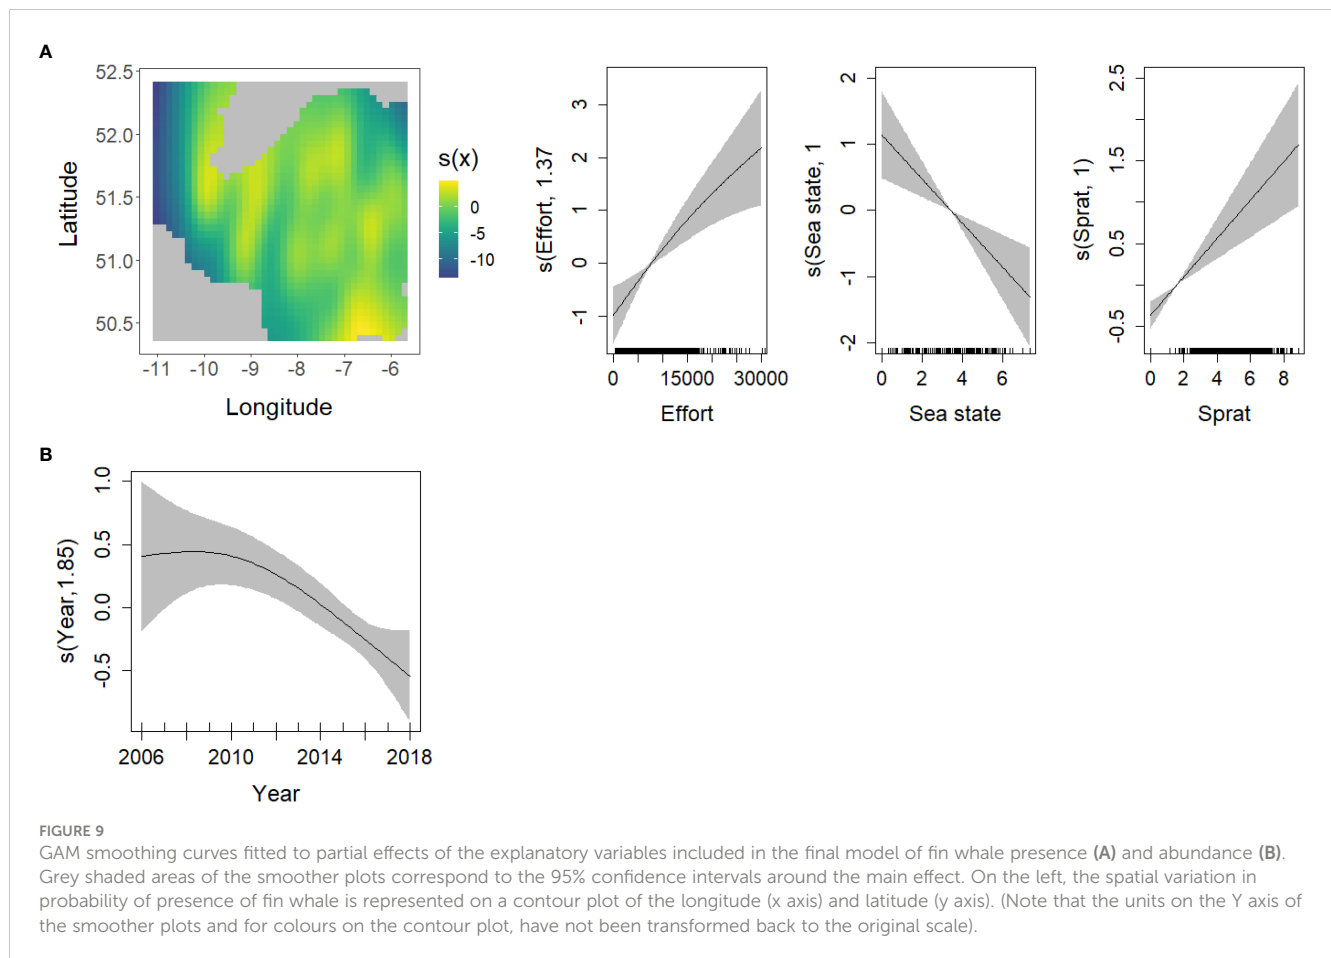 A
52.5
52.0
51.5
51.0
50.5
Latitude
-11 -10 -9 -8 -7 -6
Longitude
s(x)
0
-5
-10
s(Effort, 1.37
3
2
1
0
-1
0 15000 30000
Effort
s(Sea state, 1
2
1
0
-1
-2
0 2 4 6
Sea state
s(Sprat, 1)
2.5
1.5
0.5
-0.5
0 2 4 6 8
Sprat
B
s(Year,1.85)
1.0
0.5
0.0
-0.5
2006 2010 2014 2018
Year
FIGURE 9
GAM smoothing curves fitted to partial effects of the explanatory variables included in the final model of fin whale presence (A) and abundance (B).
Grey shaded areas of the smoother plots correspond to the 95% confidence intervals around the main effect. On the left, the spatial variation in
probability of presence of fin whale is represented on a contour plot of the longitude (x axis) and latitude (y axis). (Note that the units on the Y axis of
the smoother plots and for colours on the contour plot, have not been transformed back to the original scale).